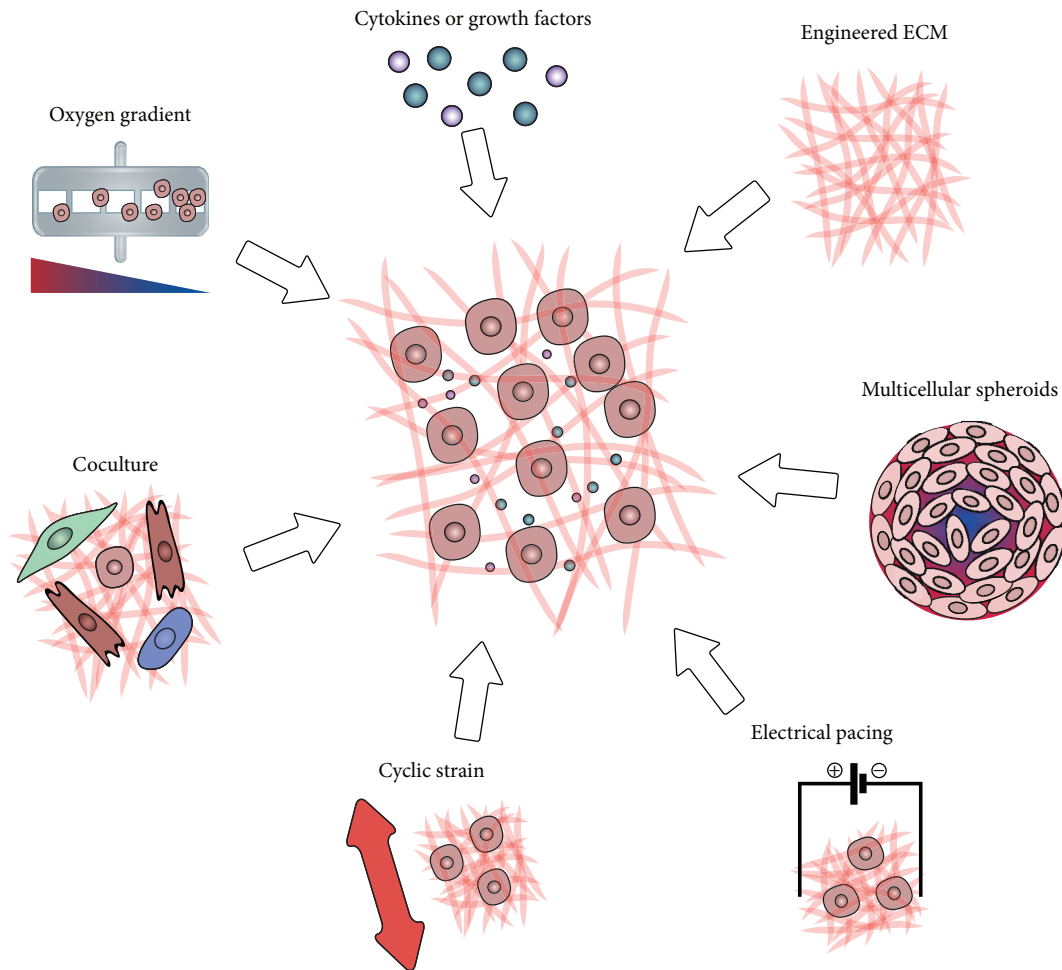 Cytokines or growth factors
Engineered ECM
Oxygen gradient
Multicellular spheroids
Coculture
Electrical pacing
+ −
Cyclic strain